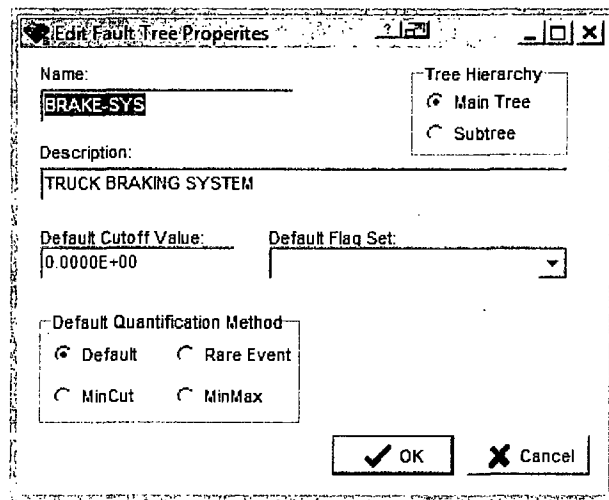 Edit Fault Tree Properites
Name:
BRAKE-SYS
Tree Hierarchy
Main Tree
Subtree
Description:
TRUCK BRAKING SYSTEM
Default Cutoff Value:
Default Flag Set:
0.0000E+00
Default Quantification Method
Default
Rare Event
MinCut
MinMax
OK
Cancel